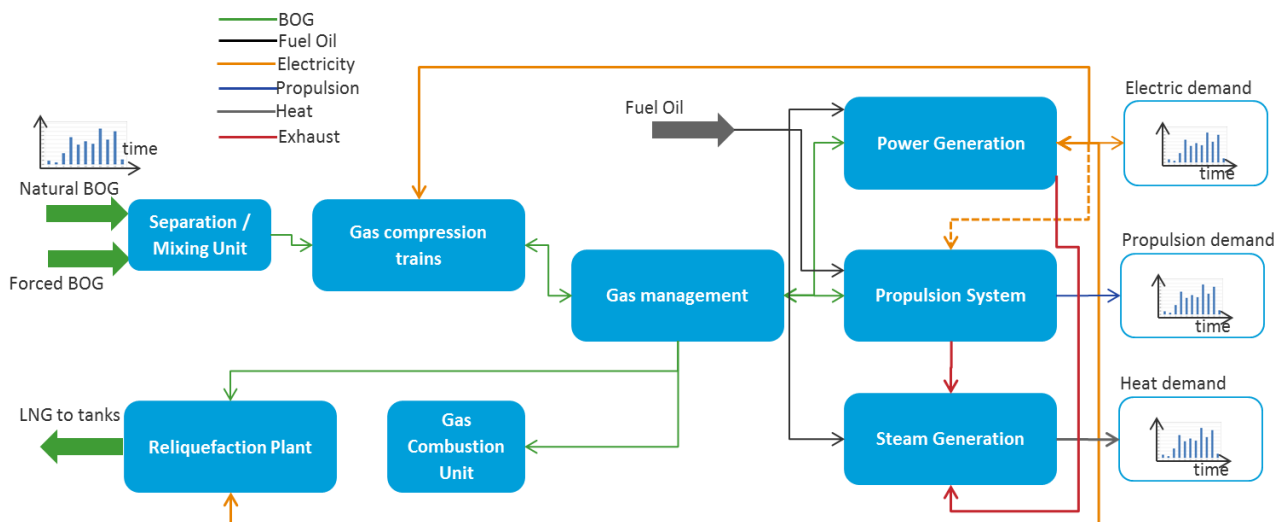 BOG
Fuel Oil
Electricity
Propulsion
Heat
Exhaust
time
Natural BOG
Forced BOG
Separation /
Mixing Unit
Gas compression
trains
Gas management
Fuel Oil
Power Generation
Propulsion System
Steam Generation
Electric demand
time
Propulsion demand
time
Heat demand
time
LNG to tanks
Reliquefaction Plant
Gas
Combustion
Unit